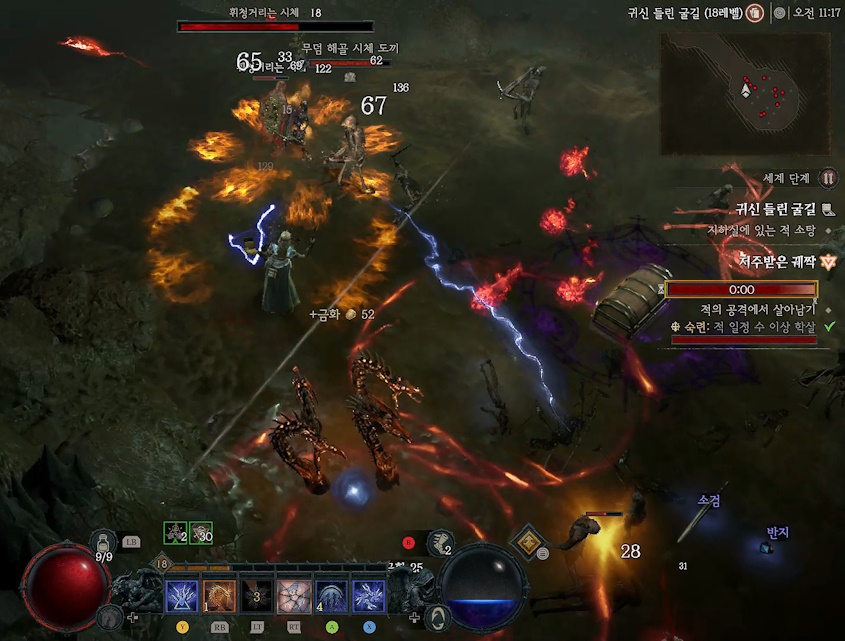 휘청거리는 시체 18
귀신 들린 굴길 (18레벨)
오전 11:17
무덤 해골 시체 도끼
65
33
69
62
122
136
67
15
129
세계 단계
귀신 들린 굴길
지하실에 있는 적 소탕
저주받은 궤짝
0:00
적의 공격에서 살아남기
숙련: 적 일정 수 이상 학살
+금화 52
소검
반지
28
31
2
30
9/9
LB
B
2
18
25
1
3
4
Y
RB
LT
RT
A
X